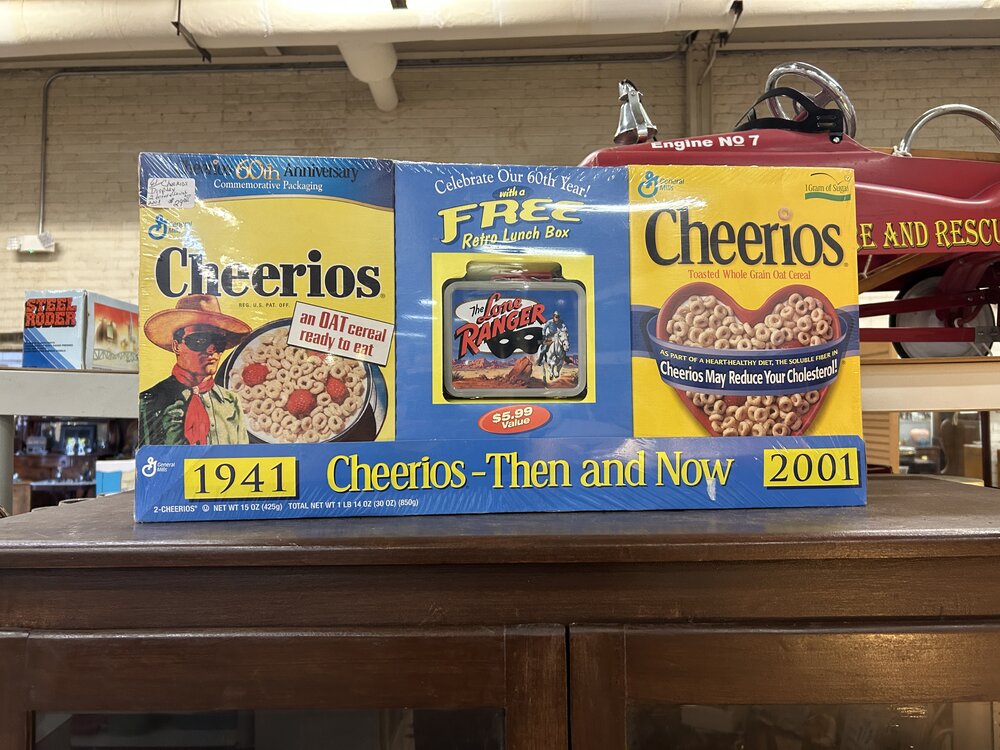 Engine Nº 7
E AND RESCU
STEEL
RODER
60th Anniversary
Commemorative Packaging
Cheerios
Display
General
Mills
Cheerios®
REG. U.S. PAT. OFF.
an OAT cereal
ready to eat
Celebrate Our 60th Year!
with a
FREE
Retro Lunch Box
The Lone
RANGER
$5.99
Value
General
Mills
1 Gram of Sugar
Cheerios®
Toasted Whole Grain Oat Cereal
AS PART OF A HEART-HEALTHY DIET, THE SOLUBLE FIBER IN
Cheerios May Reduce Your Cholesterol!
General
Mills
1941
Cheerios - Then and Now
2001
2-CHEERIOS® NET WT 15 OZ (425g) TOTAL NET WT 1 LB 14 OZ (30 OZ) (850g)